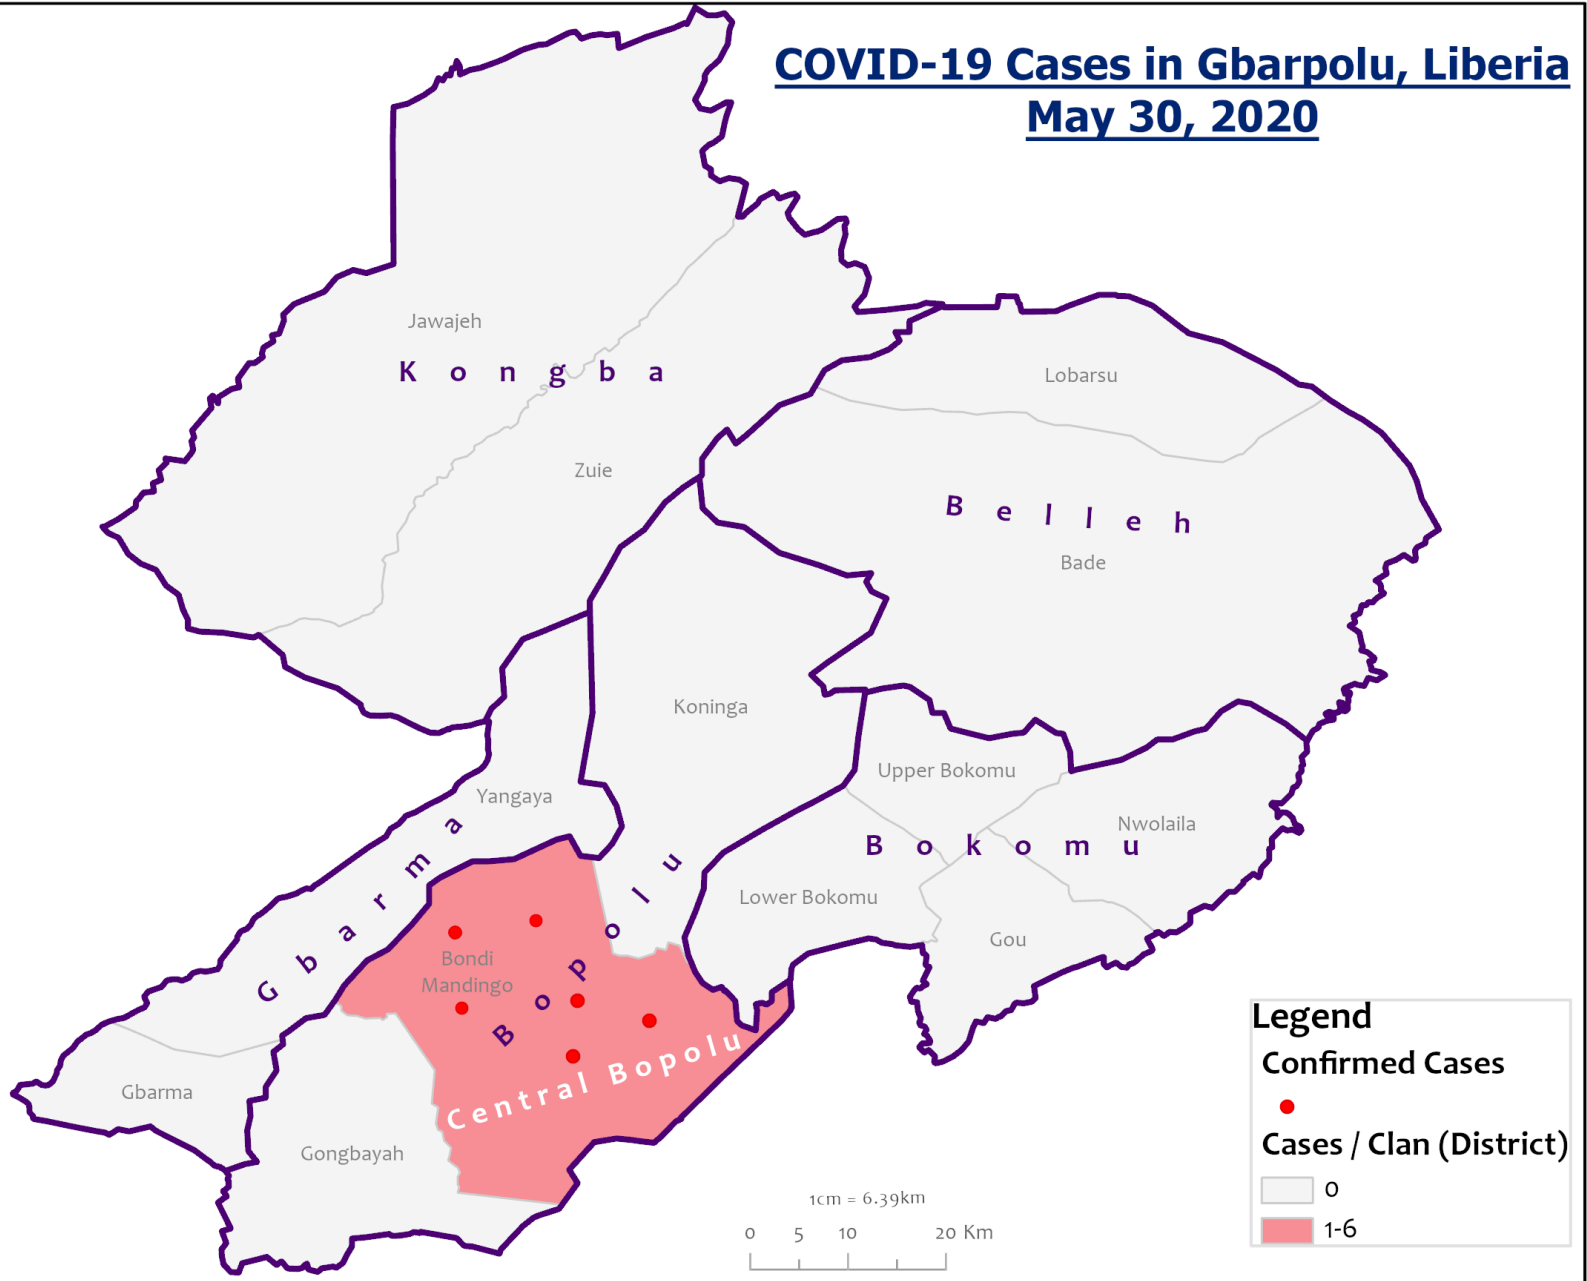 COVID-19 Cases in Gbarpolu, Liberia
May 30, 2020
Jawajeh
Kongba
Zuie
Lobarsu
Belleh
Bade
Koninga
Upper Bokomu
Yangaya
Nwolaila
Bokomu
Lower Bokomu
Gou
Gbarma
Bopolu
Bondi
Mandingo
Central Bopolu
Gbarma
Gongbayah
1cm = 6.39km
0 5 10 20 Km
Legend
Confirmed Cases
Cases / Clan (District)
0
1-6